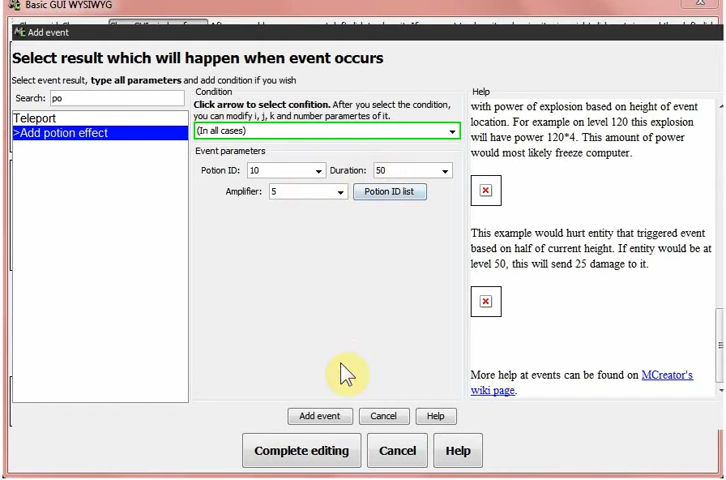 Basic GUI WYSIWYG
Add event
Select result which will happen when event occurs
Select event result, type all parameters and add condition if you wish
Search: po
Teleport
>Add potion effect
Condition
Click arrow to select confition. After you select the condition,
you can modify i, j, k and number paramertes of it.
(In all cases)
Event parameters
Potion ID: 10 Duration: 50
Amplifier: 5 Potion ID list
Help
with power of explosion based on height of event
location. For example on level 120 this explosion
will have power 120*4. This amount of power
would most likely freeze computer.
This example would hurt entity that triggered event
based on half of current height. If entity would be at
level 50, this will send 25 damage to it.
More help at events can be found on MCreator's
wiki page.
Add event Cancel Help
Complete editing Cancel Help